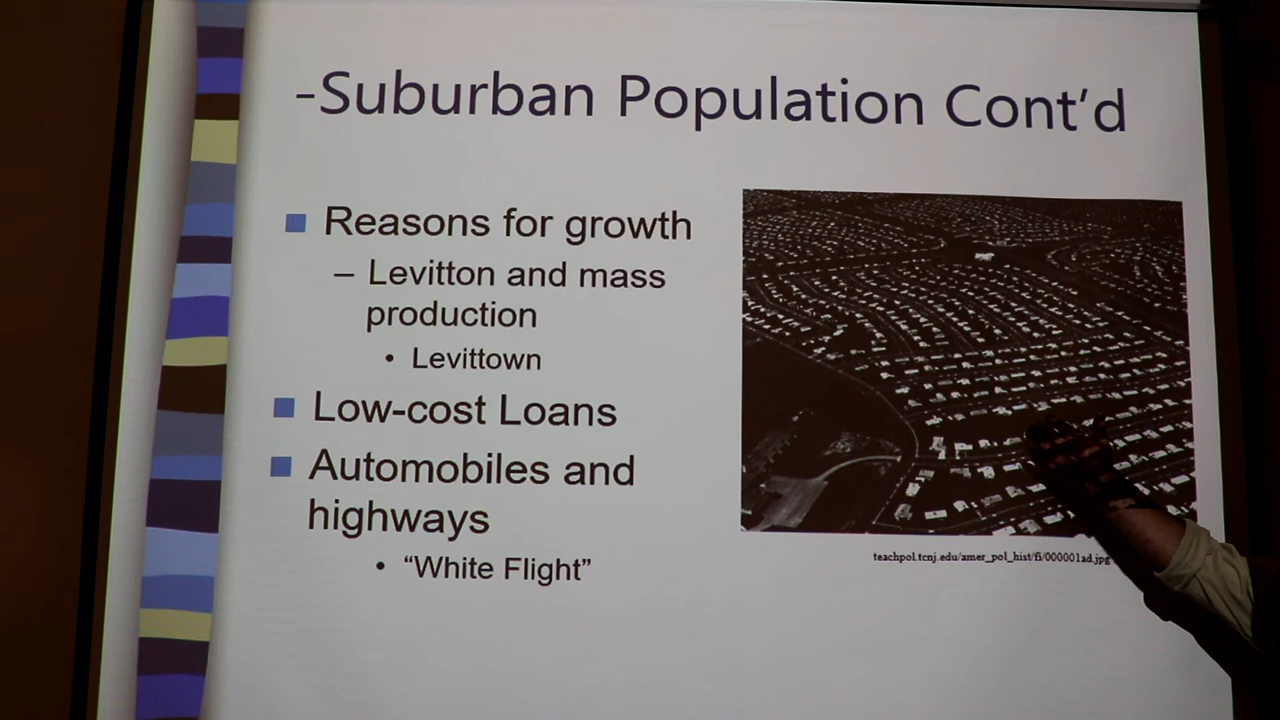 -Suburban Population Cont'd
Reasons for growth
– Levitton and mass
production
• Levittown
Low-cost Loans
Automobiles and
highways
• “White Flight”
teachpol.tcnj.edu/amer_pol_hist/fi/000001ad.jpg